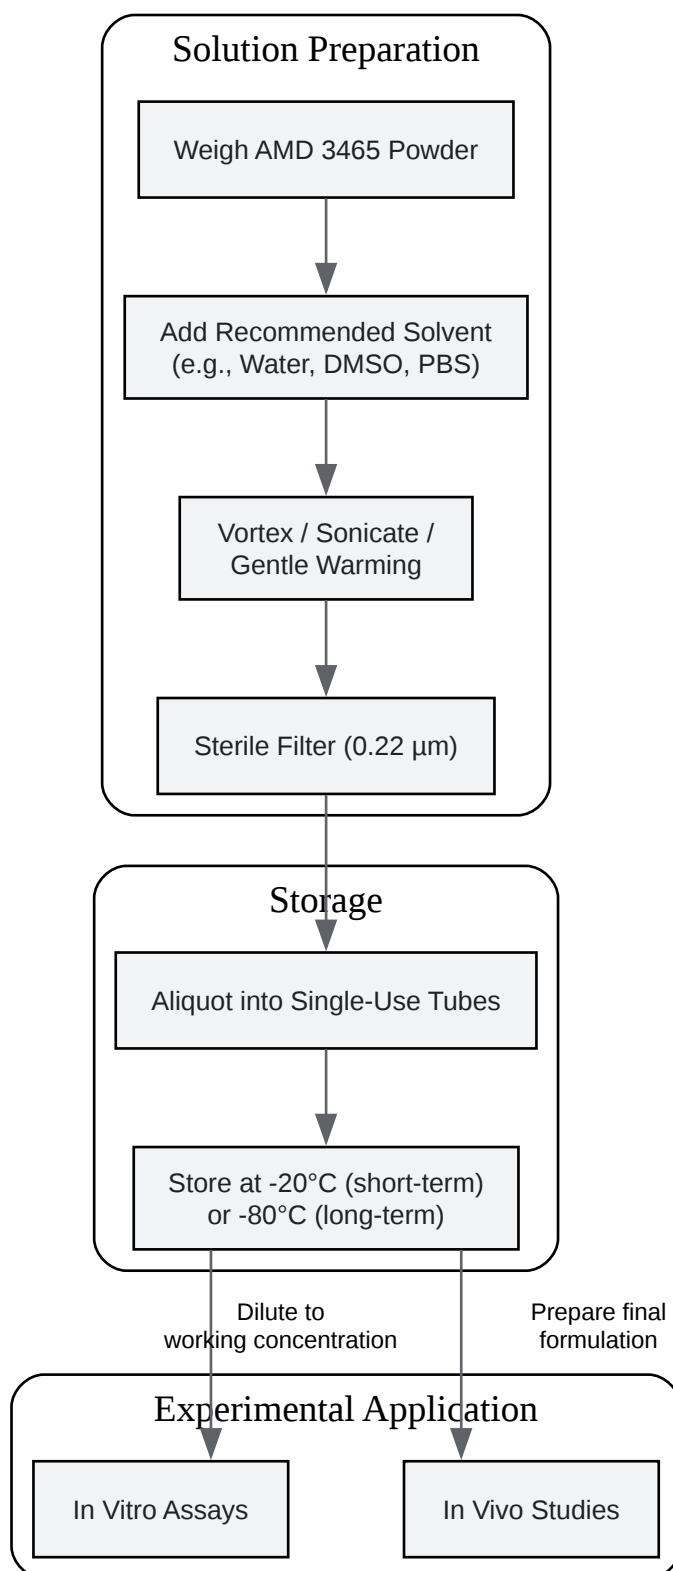 Solution Preparation
Weigh AMD 3465 Powder
Add Recommended Solvent
(e.g., Water, DMSO, PBS)
Vortex / Sonicate /
Gentle Warming
Sterile Filter (0.22 µm)
Storage
Aliquot into Single-Use Tubes
Store at -20°C (short-term)
or -80°C (long-term)
Dilute to
working concentration
Prepare final
formulation
Experimental Application
In Vitro Assays
In Vivo Studies